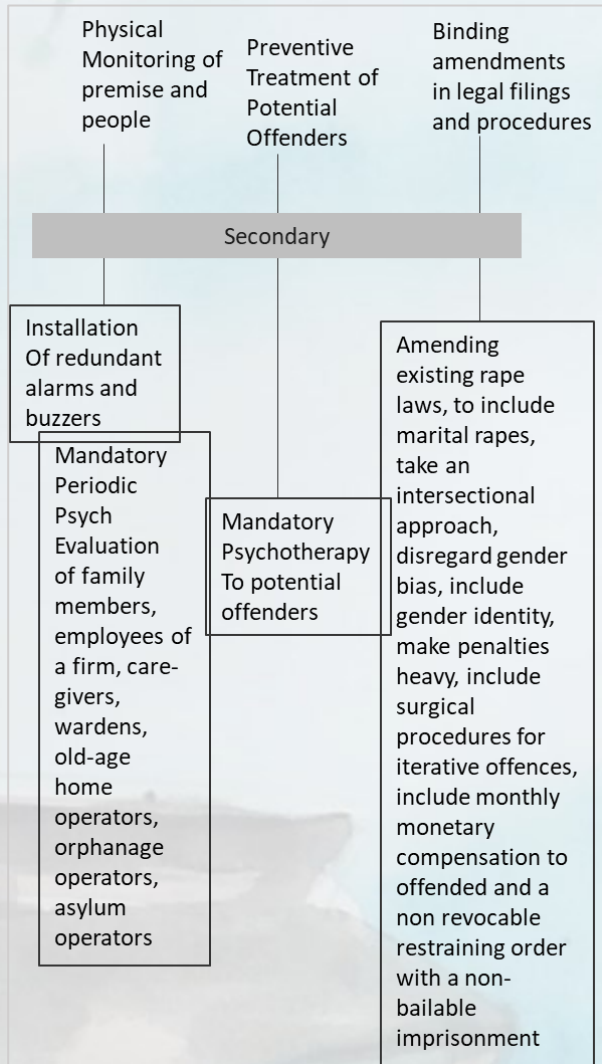 Physical
Monitoring of
premise and
people
Preventive
Treatment of
Potential
Offenders
Binding
amendments
in legal filings
and procedures
Secondary
Installation
Of redundant
alarms and
buzzers
Mandatory
Periodic
Psych
Evaluation
of family
members,
employees of
a firm, care-
givers,
wardens,
old-age
home
operators,
orphanage
operators,
asylum
operators
Mandatory
Psychotherapy
To potential
offenders
Amending
existing rape
laws, to include
marital rapes,
take an
intersectional
approach,
disregard gender
bias, include
gender identity,
make penalties
heavy, include
surgical
procedures for
iterative offences,
include monthly
monetary
compensation to
offended and a
non revocable
restraining order
with a non-
bailable
imprisonment